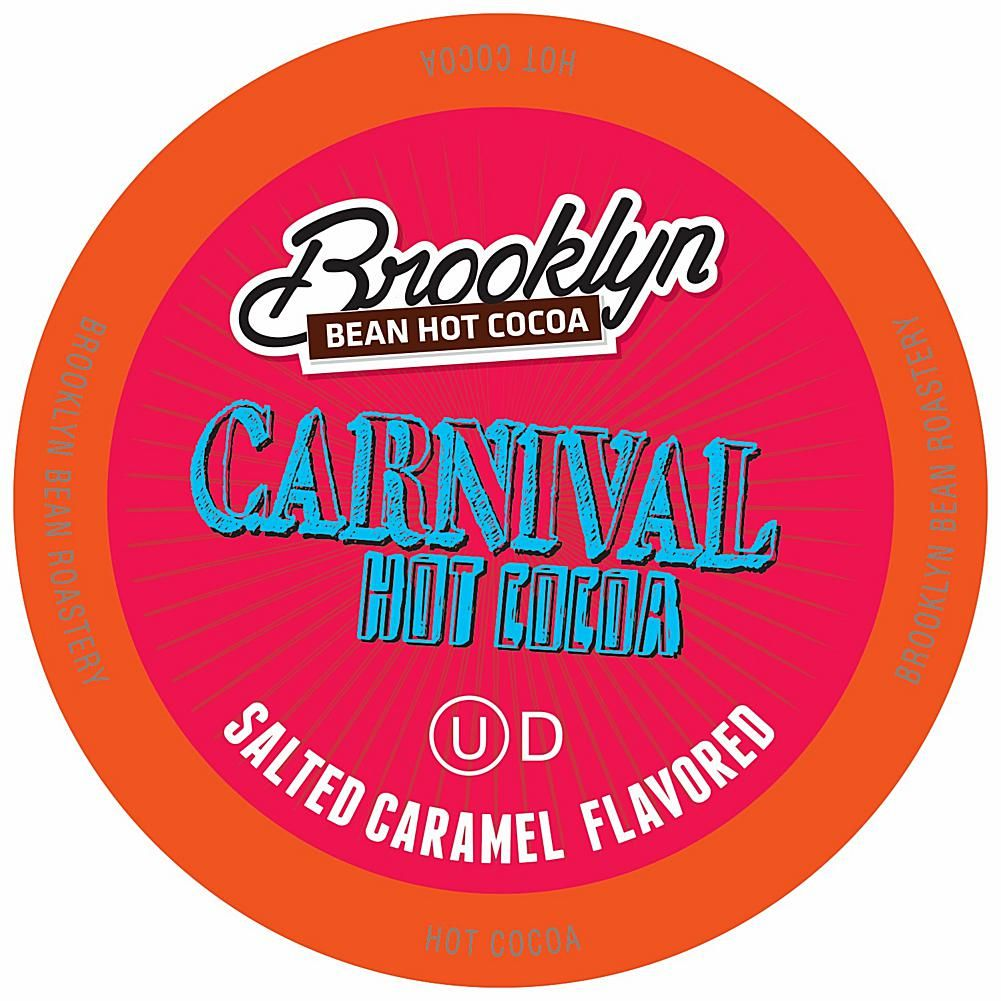 HOT COCOA
Brooklyn
BEAN HOT COCOA
CARNIVAL
HOT COCOA
U D
SALTED CARAMEL FLAVORED
BROOKLYN BEAN ROASTERY
BROOKLYN BEAN ROASTERY
HOT COCOA